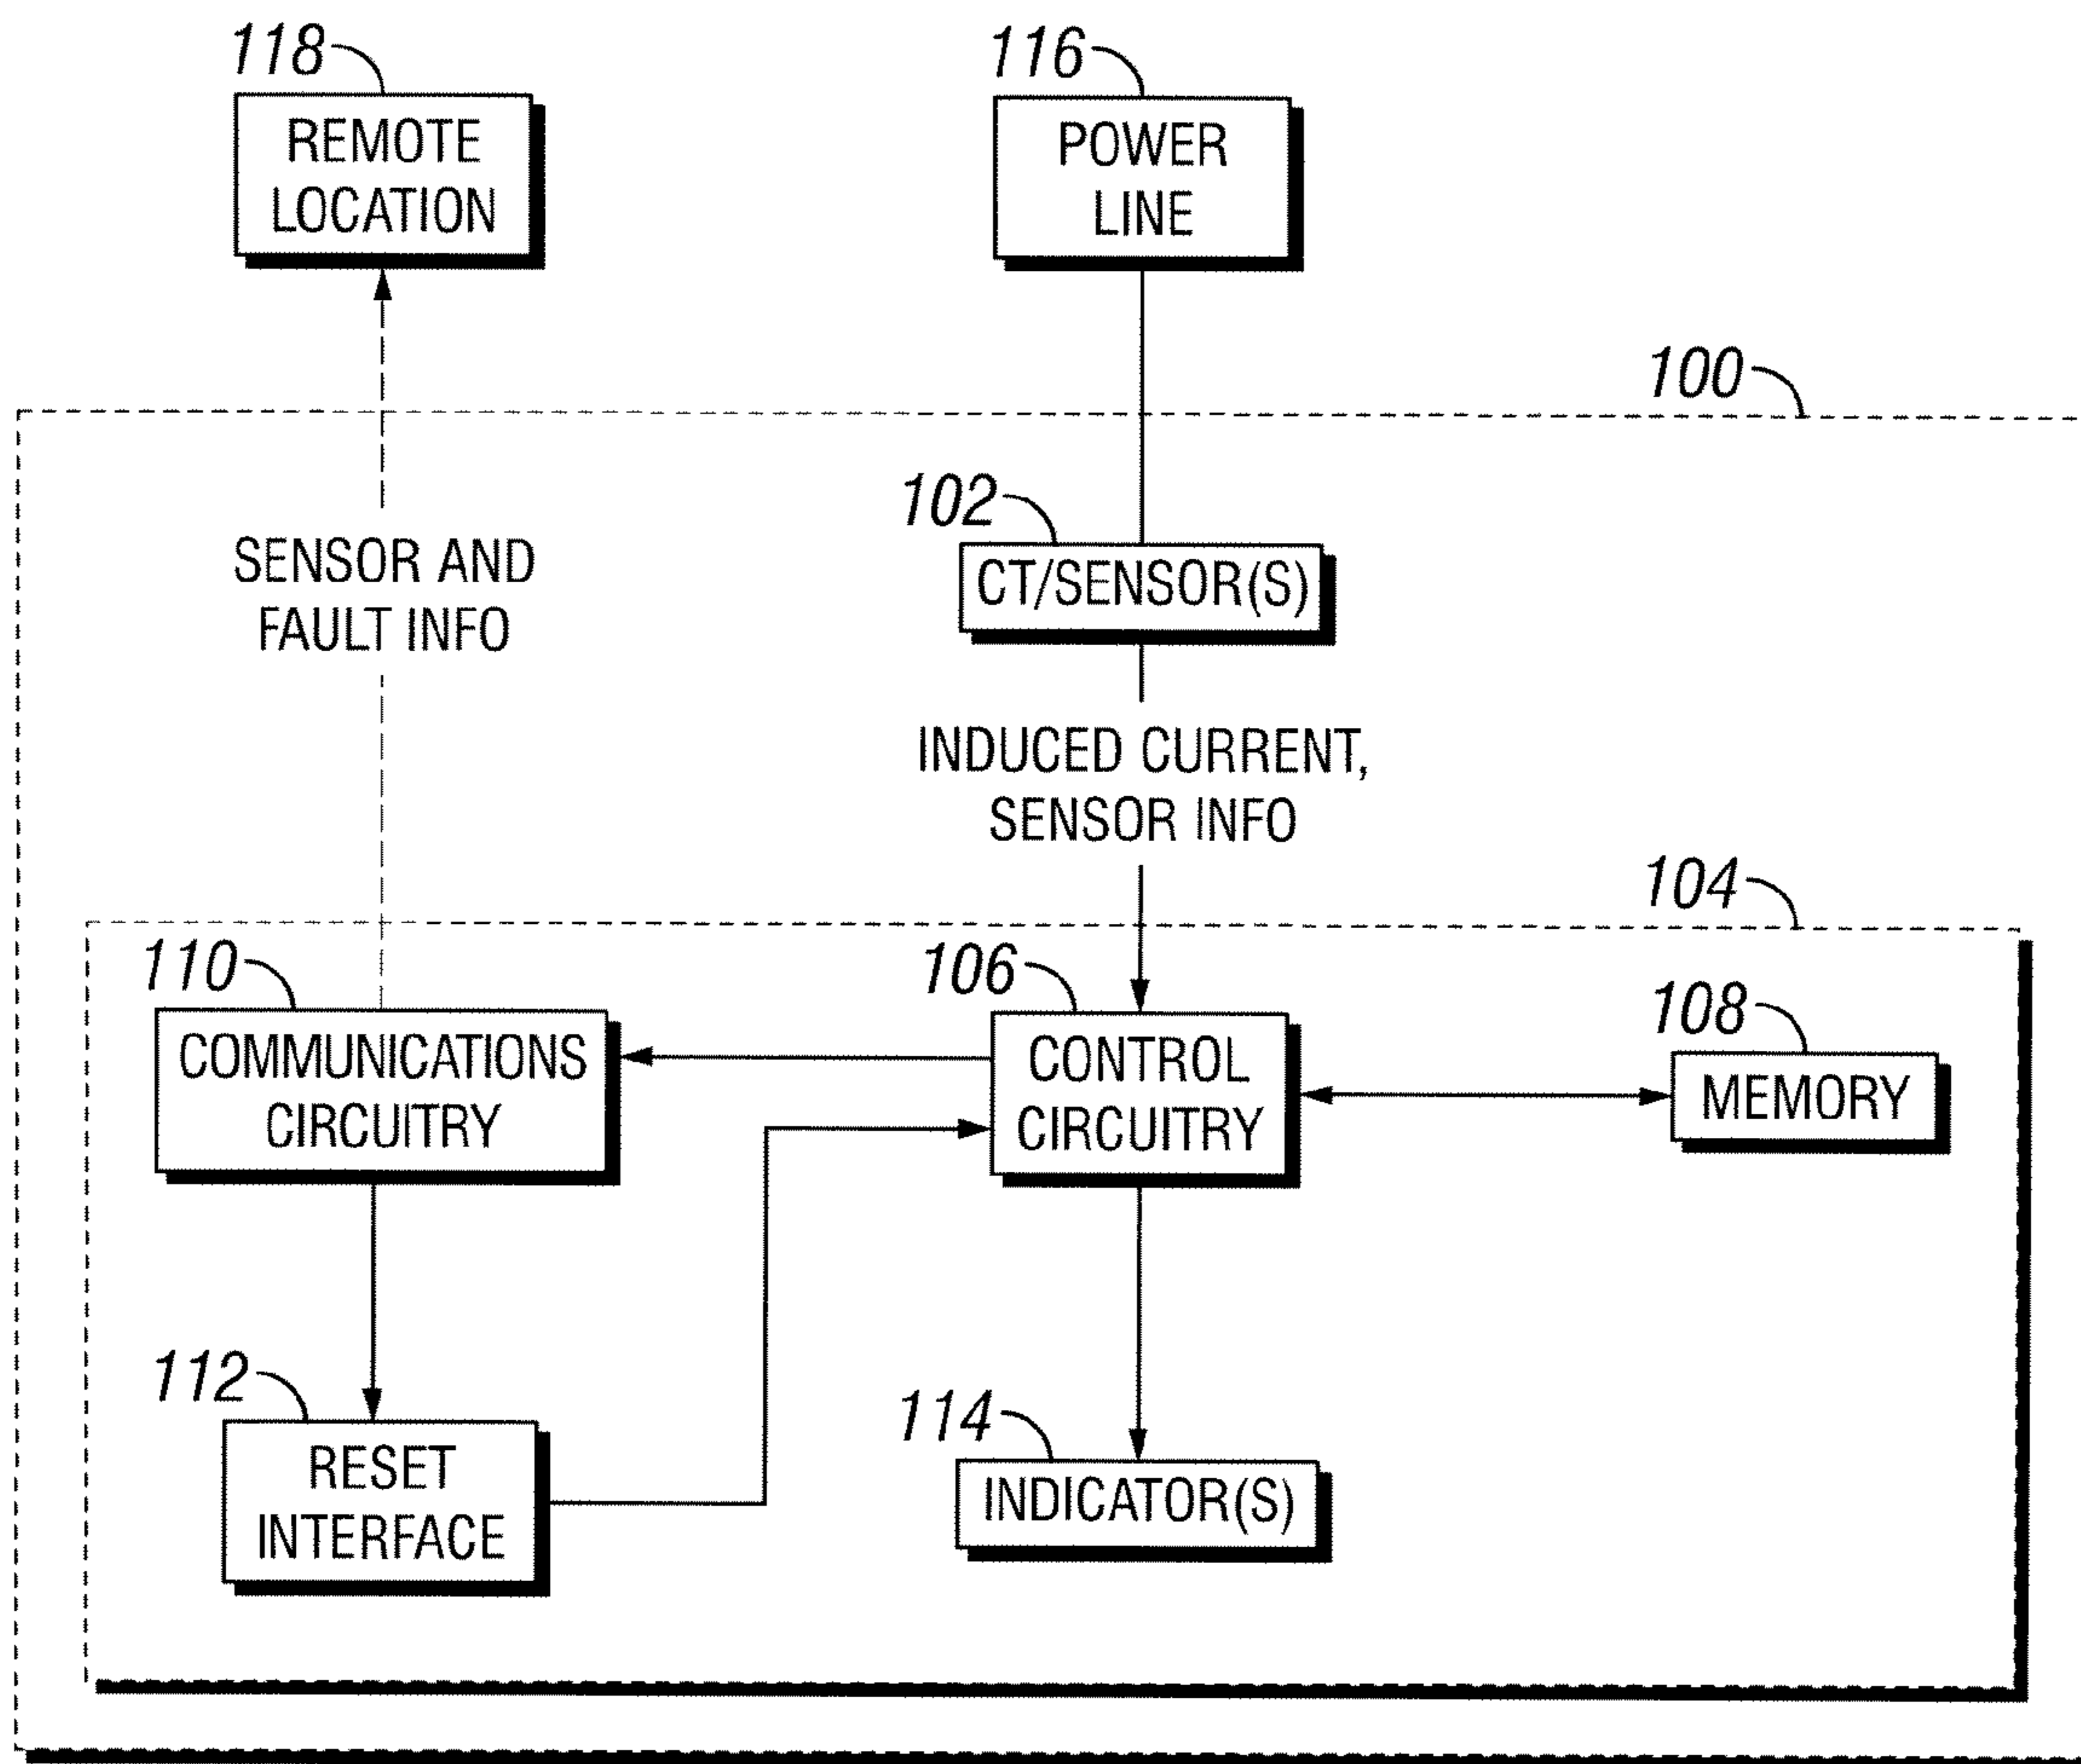 118
REMOTE
LOCATION
116
POWER
LINE
100
102
CT/SENSOR(S)
SENSOR AND
FAULT INFO
INDUCED CURRENT,
SENSOR INFO
104
110
COMMUNICATIONS
CIRCUITRY
106
CONTROL
CIRCUITRY
108
MEMORY
112
RESET
INTERFACE
114
INDICATOR(S)